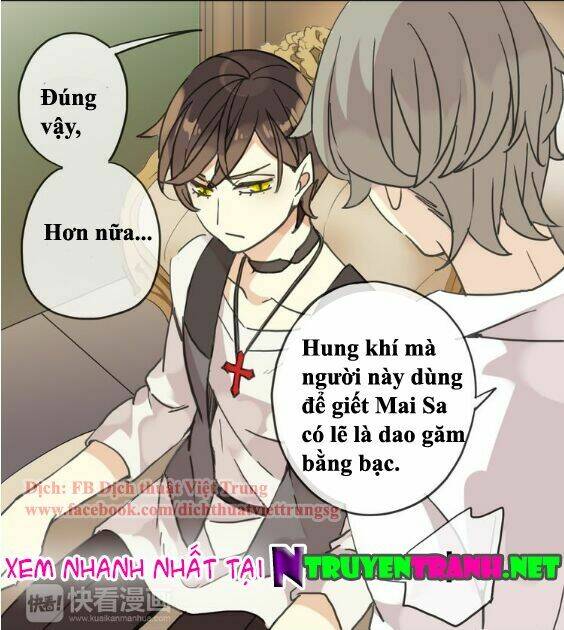 Đúng
vậy,
Hơn nữa...
Hung khí mà
người này dùng
để giết Mai Sa
có lẽ là dao găm
bằng bạc.
Dịch: FB Dịch thuật Việt Trung
www.facebook.com/dichthuatviettrungsg
XEM NHANH NHẤT TẠI NTRUYENTRANH.NET
快看! 快看漫画
www.kuaikanmanhua.com